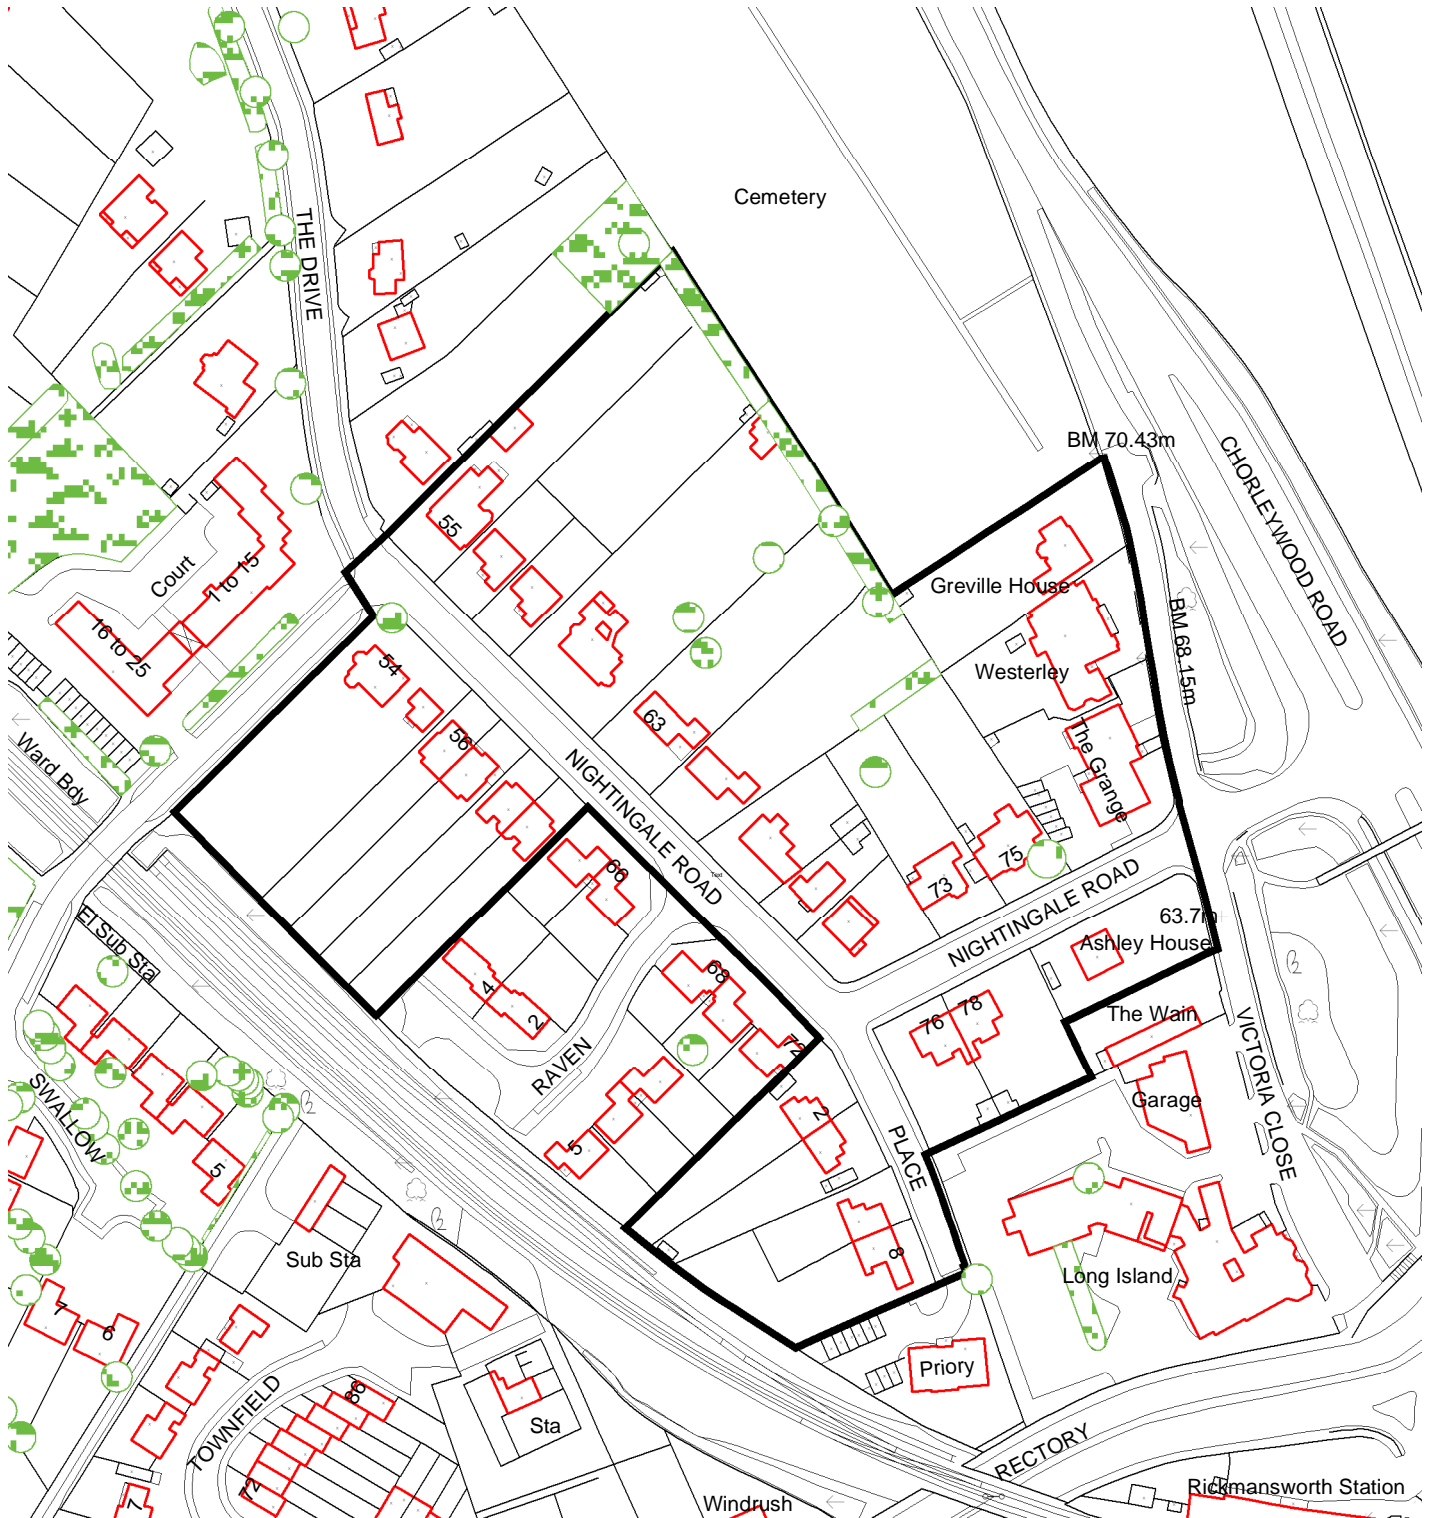 Cemetery
THE DRIVE
BM 70.43m
CHORLEYWOOD ROAD
55
Court
1 to 15
16 to 25
Greville House
BM 68.15m
Westerley
54
63
56
The Grange
Ward Bdy
NIGHTINGALE ROAD
66
Text
75
73
NIGHTINGALE ROAD
63.7m
Ashley House
El Sub Sta
68
4
2
72
76
78
The Wain
VICTORIA CLOSE
RAVEN
SWALLOW
5
5
2
PLACE
Garage
8
Sub Sta
Long Island
7
6
Priory
TOWNFIELD
86
Sta
72
7
RECTORY
Windrush
Rickmansworth Station